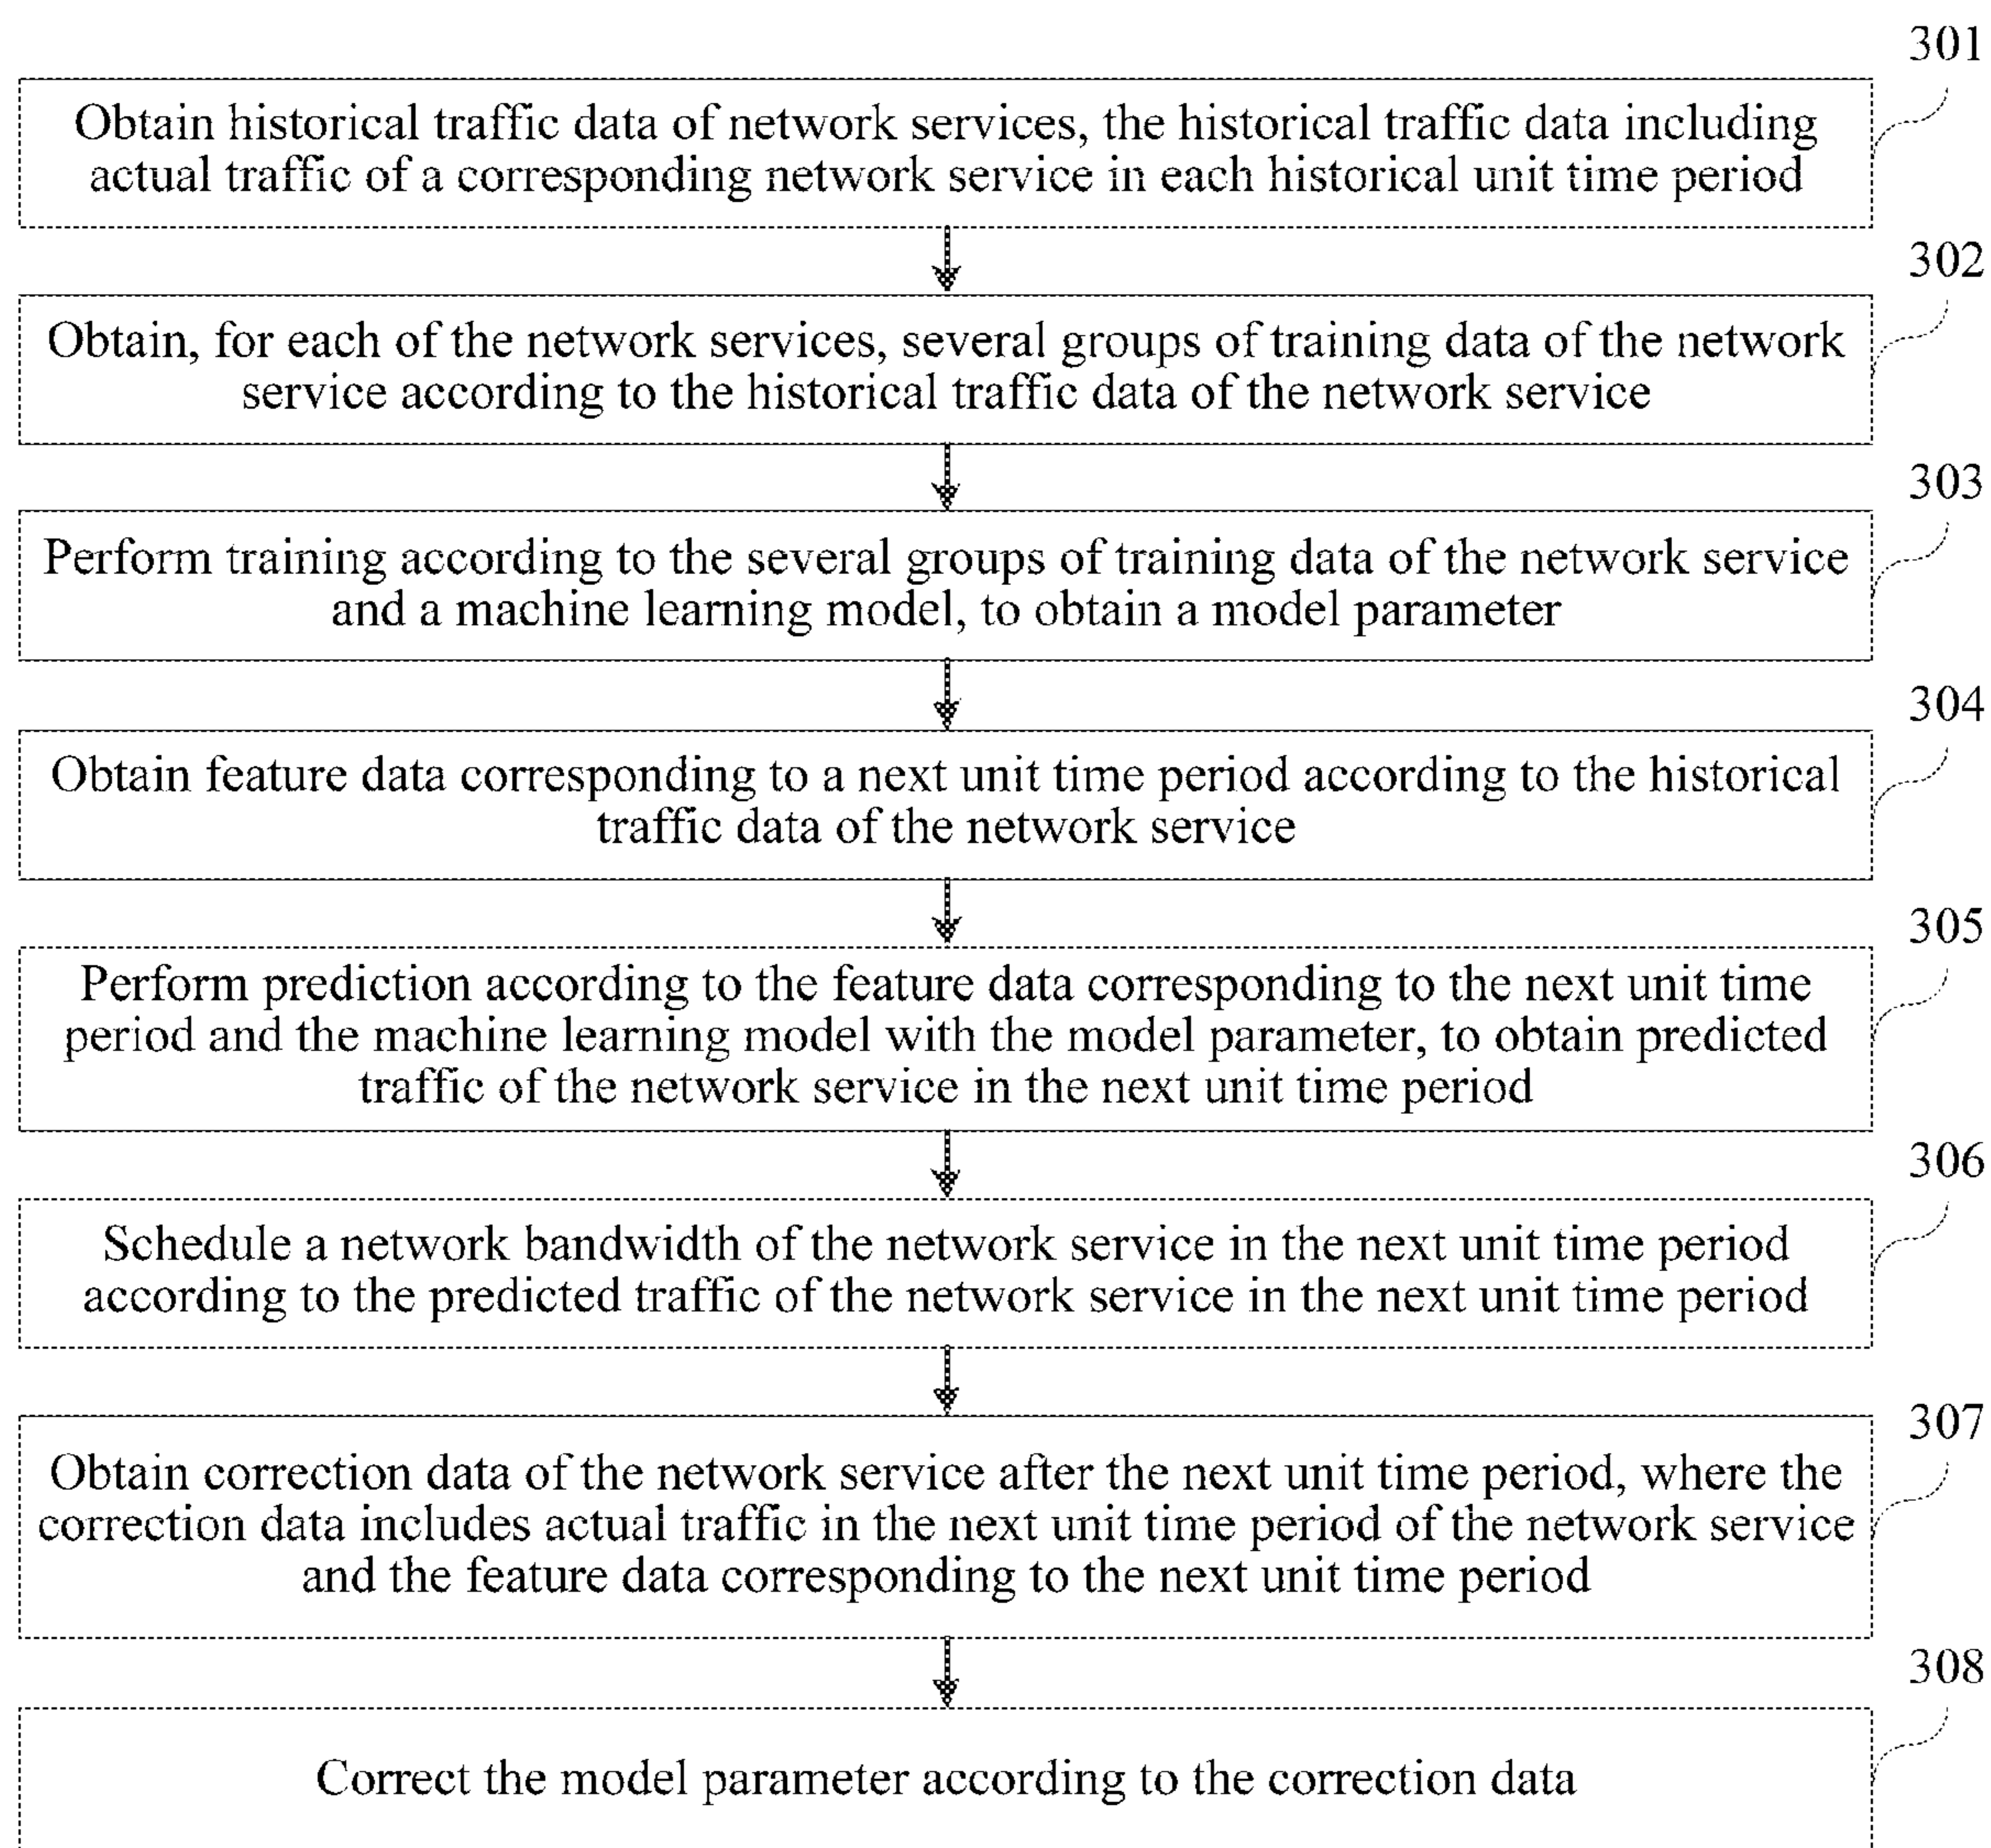 301
Obtain historical traffic data of network services, the historical traffic data including
actual traffic of a corresponding network service in each historical unit time period
302
Obtain, for each of the network services, several groups of training data of the network
service according to the historical traffic data of the network service
303
Perform training according to the several groups of training data of the network service
and a machine learning model, to obtain a model parameter
304
Obtain feature data corresponding to a next unit time period according to the historical
traffic data of the network service
305
Perform prediction according to the feature data corresponding to the next unit time
period and the machine learning model with the model parameter, to obtain predicted
traffic of the network service in the next unit time period
306
Schedule a network bandwidth of the network service in the next unit time period
according to the predicted traffic of the network service in the next unit time period
307
Obtain correction data of the network service after the next unit time period, where the
correction data includes actual traffic in the next unit time period of the network service
and the feature data corresponding to the next unit time period
308
Correct the model parameter according to the correction data